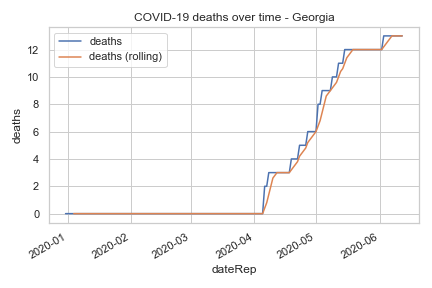 COVID-19 deaths over time - Georgia
deaths
deaths (rolling)
12
10
8
6
4
2
0
deaths
2020-01
2020-02
2020-03
2020-04
2020-05
2020-06
dateRep